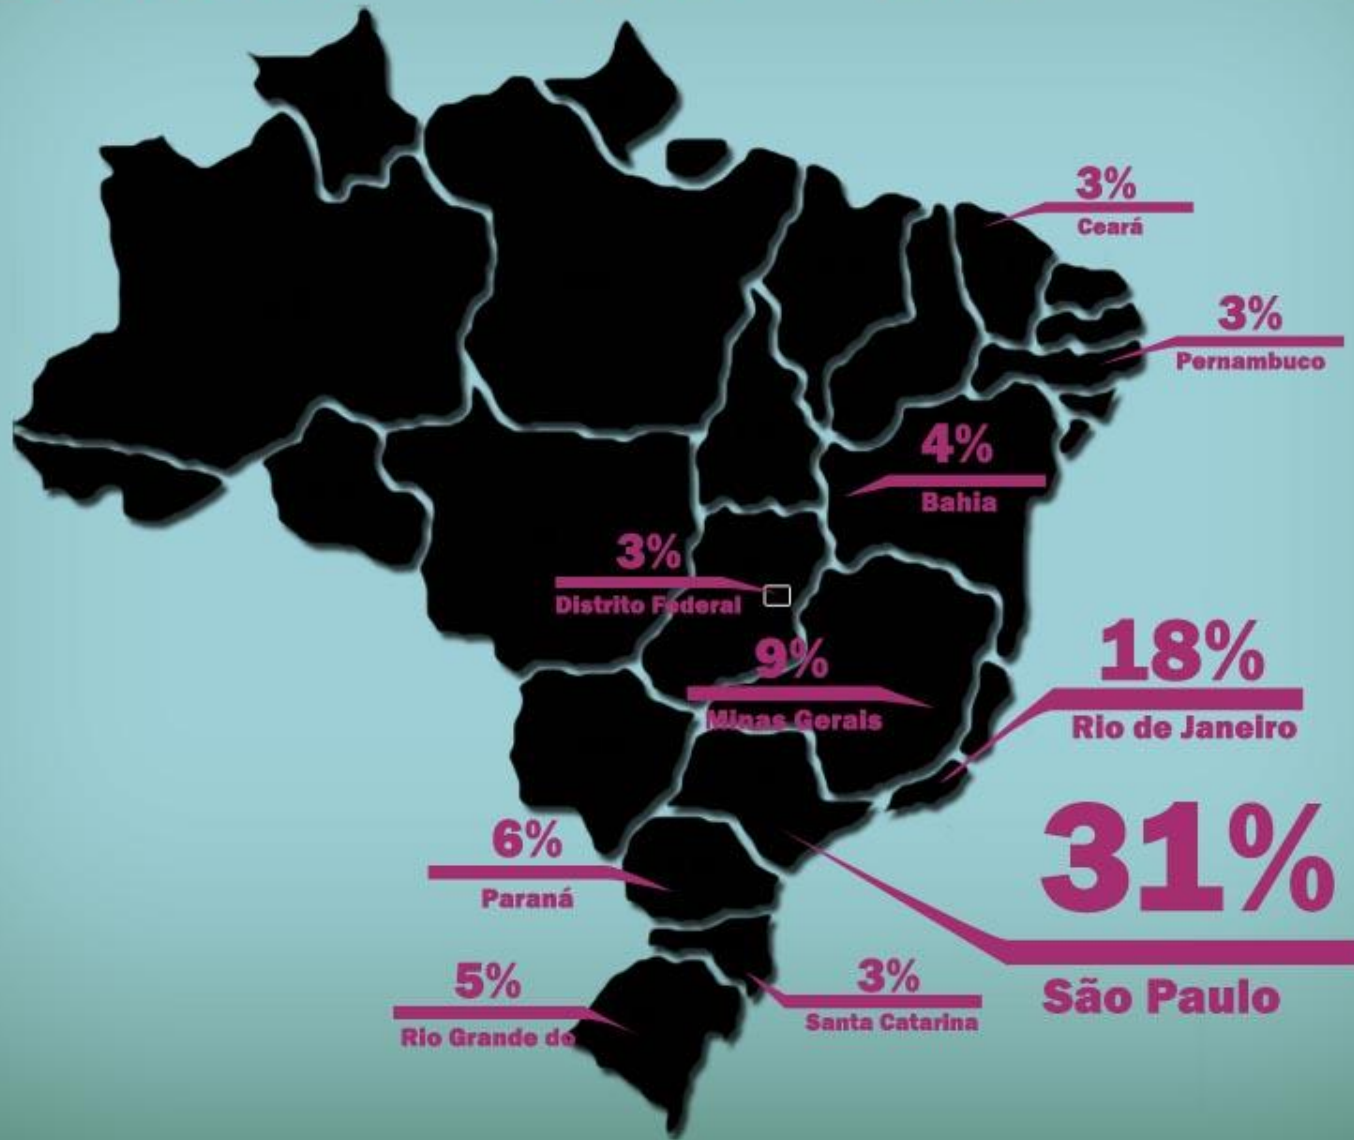 3%
Ceará
3%
Pernambuco
4%
Bahia
3%
Distrito Federal
9%
Minas Gerais
18%
Rio de Janeiro
31%
São Paulo
6%
Paraná
5%
Rio Grande do
3%
Santa Catarina